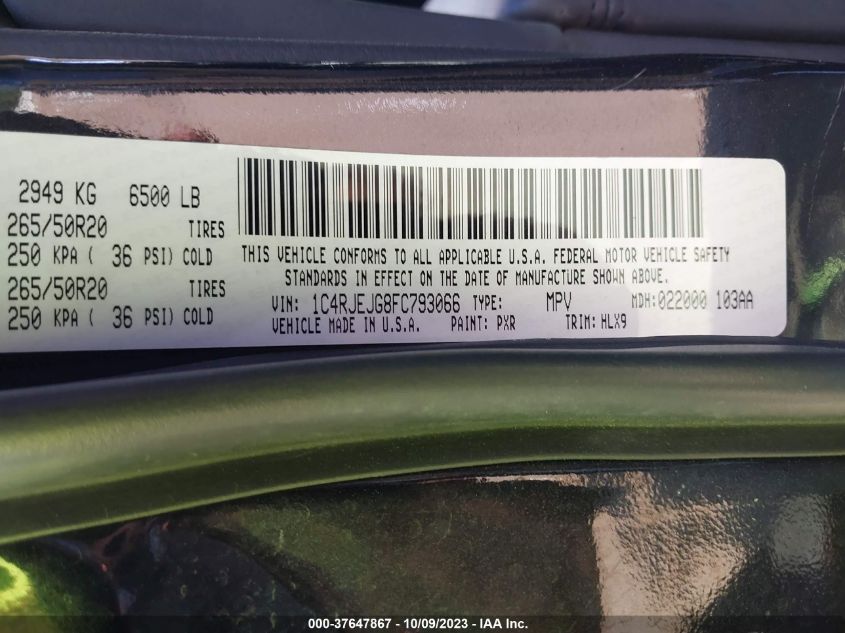 2949 KG 6500 LB
265/50R20 TIRES
250 KPA ( 36 PSI) COLD
265/50R20 TIRES
250 KPA ( 36 PSI) COLD
THIS VEHICLE CONFORMS TO ALL APPLICABLE U.S.A. FEDERAL MOTOR VEHICLE SAFETY
STANDARDS IN EFFECT ON THE DATE OF MANUFACTURE SHOWN ABOVE.
VIN: 1C4RJEJG8FC793066 TYPE: MPV MDH:022000 103AA
VEHICLE MADE IN U.S.A. PAINT: PXR TRIM: HLX9
000-37647867 - 10/09/2023 - IAA Inc.